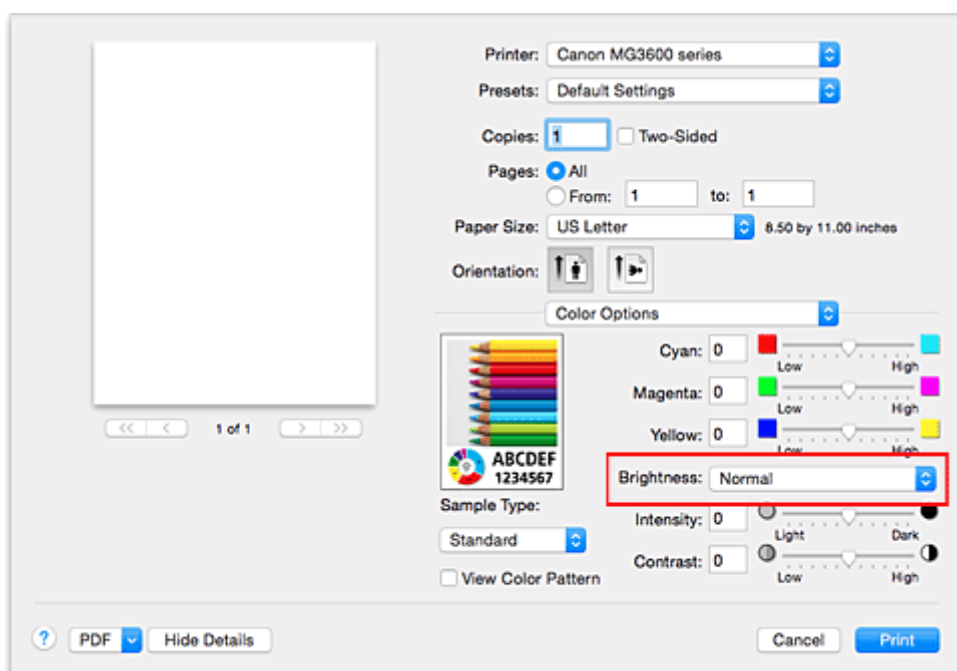 Printer: Canon MG3600 series
Presets: Default Settings
Copies: 1 Two-Sided
Pages: All
From: 1 to: 1
Paper Size: US Letter 8.50 by 11.00 inches
Orientation:
Color Options
Cyan: 0
Low High
Magenta: 0
Low High
Yellow: 0
Low High
Brightness: Normal
Intensity: 0
Light Dark
Contrast: 0
Low High
ABCDEF
1234567
Sample Type:
Standard
View Color Pattern
<< < 1 of 1 > >>
? PDF Hide Details Cancel Print